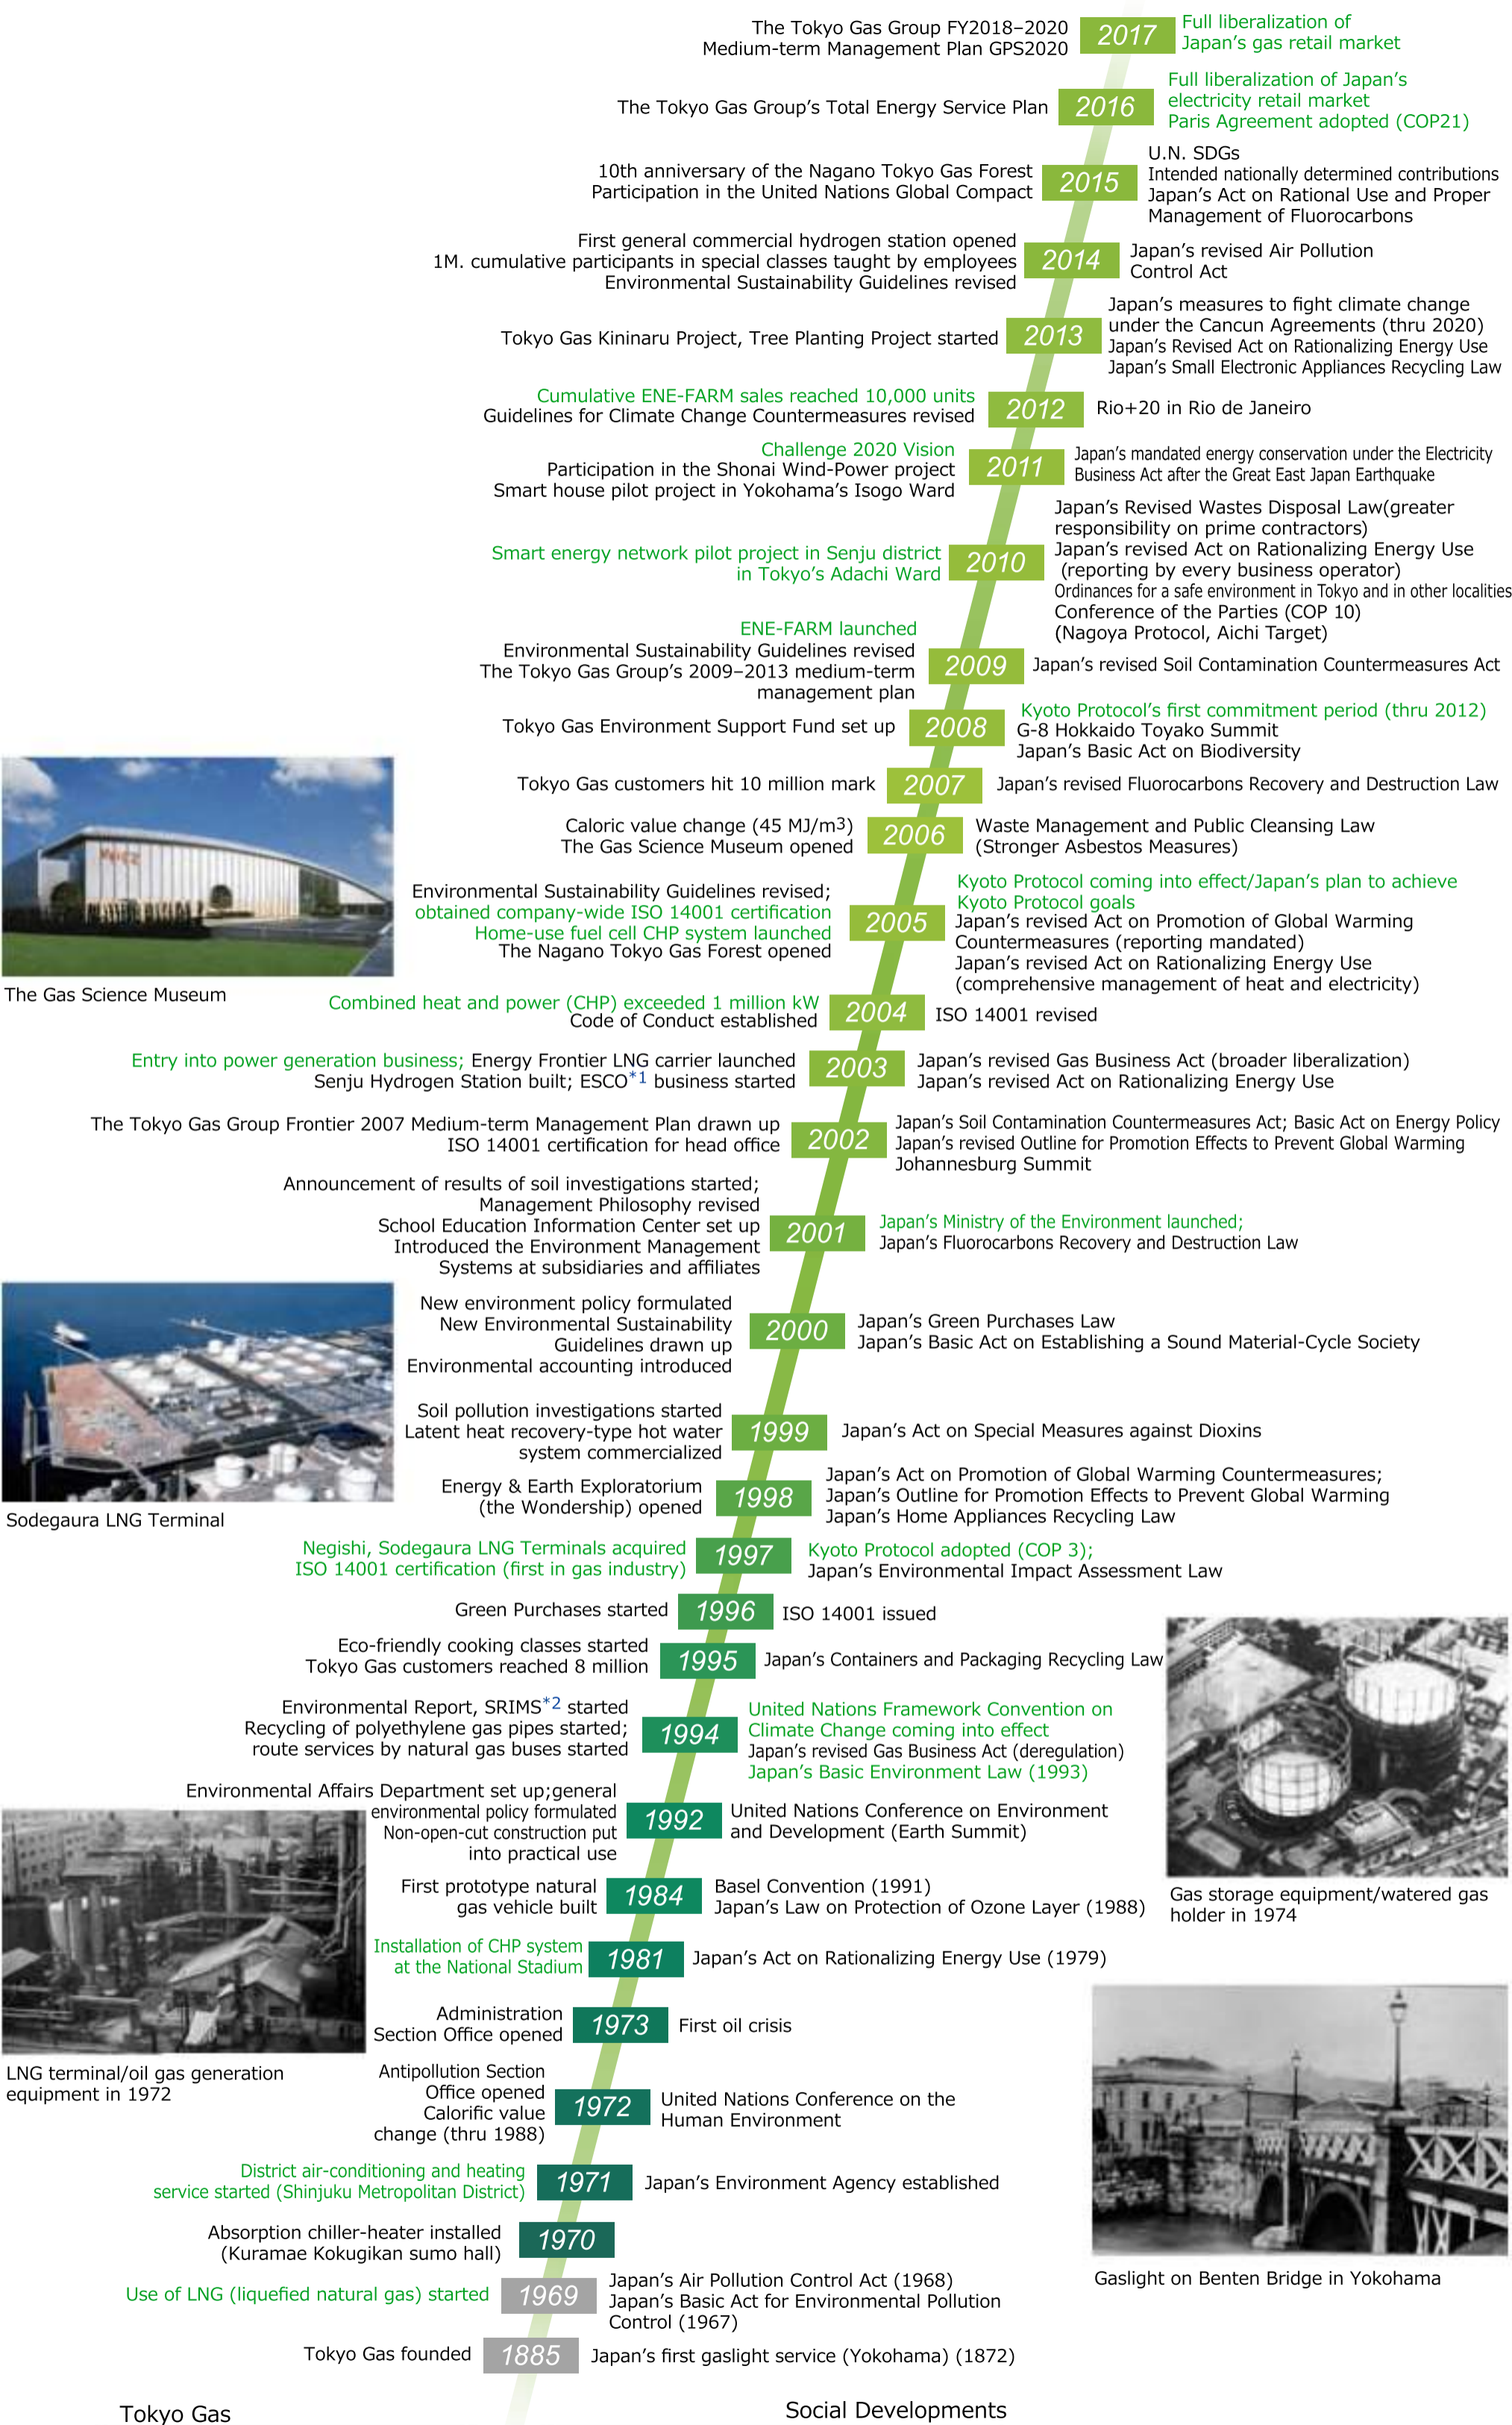 The Tokyo Gas Group FY2018–2020
Medium-term Management Plan GPS2020
2017
Full liberalization of
Japan's gas retail market
The Tokyo Gas Group's Total Energy Service Plan
2016
Full liberalization of Japan's
electricity retail market
Paris Agreement adopted (COP21)
10th anniversary of the Nagano Tokyo Gas Forest
Participation in the United Nations Global Compact
2015
U.N. SDGs
Intended nationally determined contributions
Japan's Act on Rational Use and Proper
Management of Fluorocarbons
First general commercial hydrogen station opened
1M. cumulative participants in special classes taught by employees
Environmental Sustainability Guidelines revised
2014
Japan's revised Air Pollution
Control Act
Tokyo Gas Kininaru Project, Tree Planting Project started
2013
Japan's measures to fight climate change
under the Cancun Agreements (thru 2020)
Japan's Revised Act on Rationalizing Energy Use
Japan's Small Electronic Appliances Recycling Law
Cumulative ENE-FARM sales reached 10,000 units
Guidelines for Climate Change Countermeasures revised
2012
Rio+20 in Rio de Janeiro
Challenge 2020 Vision
Participation in the Shonai Wind-Power project
Smart house pilot project in Yokohama's Isogo Ward
2011
Japan's mandated energy conservation under the Electricity
Business Act after the Great East Japan Earthquake
Smart energy network pilot project in Senju district
in Tokyo's Adachi Ward
2010
Japan's Revised Wastes Disposal Law(greater
responsibility on prime contractors)
Japan's revised Act on Rationalizing Energy Use
(reporting by every business operator)
Ordinances for a safe environment in Tokyo and in other localities
Conference of the Parties (COP 10)
(Nagoya Protocol, Aichi Target)
ENE-FARM launched
Environmental Sustainability Guidelines revised
The Tokyo Gas Group's 2009–2013 medium-term
management plan
2009
Japan's revised Soil Contamination Countermeasures Act
Tokyo Gas Environment Support Fund set up
2008
Kyoto Protocol's first commitment period (thru 2012)
G-8 Hokkaido Toyako Summit
Japan's Basic Act on Biodiversity
Tokyo Gas customers hit 10 million mark
2007
Japan's revised Fluorocarbons Recovery and Destruction Law
Caloric value change (45 MJ/m3)
The Gas Science Museum opened
2006
Waste Management and Public Cleansing Law
(Stronger Asbestos Measures)
Environmental Sustainability Guidelines revised;
obtained company-wide ISO 14001 certification
Home-use fuel cell CHP system launched
The Nagano Tokyo Gas Forest opened
2005
Kyoto Protocol coming into effect/Japan's plan to achieve
Kyoto Protocol goals
Japan's revised Act on Promotion of Global Warming
Countermeasures (reporting mandated)
Japan's revised Act on Rationalizing Energy Use
(comprehensive management of heat and electricity)
The Gas Science Museum
Combined heat and power (CHP) exceeded 1 million kW
Code of Conduct established
2004
ISO 14001 revised
Entry into power generation business; Energy Frontier LNG carrier launched
Senju Hydrogen Station built; ESCO*1 business started
2003
Japan's revised Gas Business Act (broader liberalization)
Japan's revised Act on Rationalizing Energy Use
The Tokyo Gas Group Frontier 2007 Medium-term Management Plan drawn up
ISO 14001 certification for head office
2002
Japan's Soil Contamination Countermeasures Act; Basic Act on Energy Policy
Japan's revised Outline for Promotion Effects to Prevent Global Warming
Johannesburg Summit
Announcement of results of soil investigations started;
Management Philosophy revised
School Education Information Center set up
Introduced the Environment Management
Systems at subsidiaries and affiliates
2001
Japan's Ministry of the Environment launched;
Japan's Fluorocarbons Recovery and Destruction Law
New environment policy formulated
New Environmental Sustainability
Guidelines drawn up
Environmental accounting introduced
2000
Japan's Green Purchases Law
Japan's Basic Act on Establishing a Sound Material-Cycle Society
Soil pollution investigations started
Latent heat recovery-type hot water
system commercialized
1999
Japan's Act on Special Measures against Dioxins
Energy & Earth Exploratorium
(the Wondership) opened
1998
Japan's Act on Promotion of Global Warming Countermeasures;
Japan's Outline for Promotion Effects to Prevent Global Warming
Japan's Home Appliances Recycling Law
Sodegaura LNG Terminal
Negishi, Sodegaura LNG Terminals acquired
ISO 14001 certification (first in gas industry)
1997
Kyoto Protocol adopted (COP 3);
Japan's Environmental Impact Assessment Law
Green Purchases started
1996
ISO 14001 issued
Eco-friendly cooking classes started
Tokyo Gas customers reached 8 million
1995
Japan's Containers and Packaging Recycling Law
Environmental Report, SRIMS*2 started
Recycling of polyethylene gas pipes started;
route services by natural gas buses started
1994
United Nations Framework Convention on
Climate Change coming into effect
Japan's revised Gas Business Act (deregulation)
Japan's Basic Environment Law (1993)
Environmental Affairs Department set up;general
environmental policy formulated
Non-open-cut construction put
into practical use
1992
United Nations Conference on Environment
and Development (Earth Summit)
First prototype natural
gas vehicle built
1984
Basel Convention (1991)
Japan's Law on Protection of Ozone Layer (1988)
Gas storage equipment/watered gas
holder in 1974
Installation of CHP system
at the National Stadium
1981
Japan's Act on Rationalizing Energy Use (1979)
Administration
Section Office opened
1973
First oil crisis
LNG terminal/oil gas generation
equipment in 1972
Antipollution Section
Office opened
Calorific value
change (thru 1988)
1972
United Nations Conference on the
Human Environment
District air-conditioning and heating
service started (Shinjuku Metropolitan District)
1971
Japan's Environment Agency established
Absorption chiller-heater installed
(Kuramae Kokugikan sumo hall)
1970
Gaslight on Benten Bridge in Yokohama
Use of LNG (liquefied natural gas) started
1969
Japan's Air Pollution Control Act (1968)
Japan's Basic Act for Environmental Pollution
Control (1967)
Tokyo Gas founded
1885
Japan's first gaslight service (Yokohama) (1872)
Tokyo Gas
Social Developments